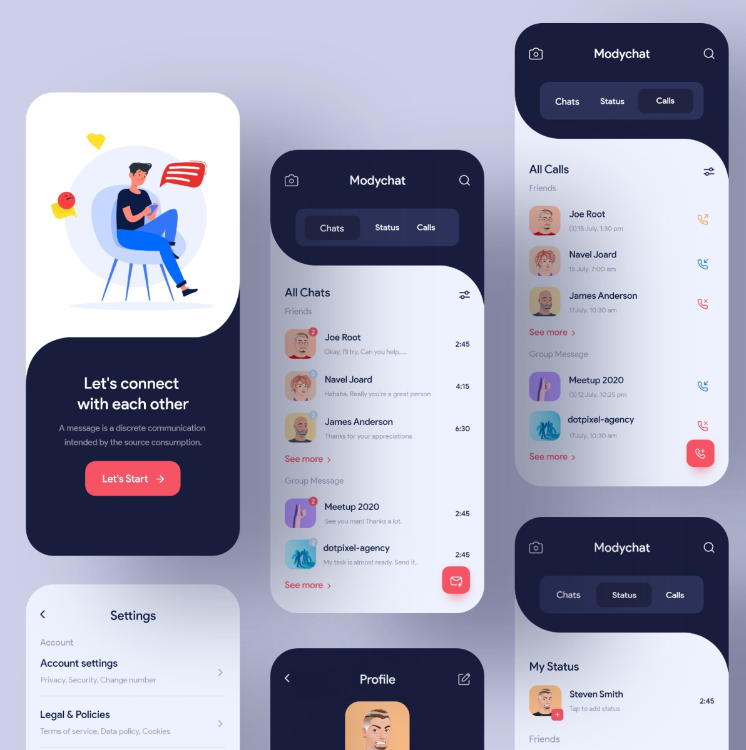 Let's connect
with each other
A message is a discrete communication
intended by the source consumption.
Let's Start
Settings
Account
Account settings
Privacy, Security, Change number
Legal & Policies
Terms of service, Data policy, Cookies
Modychat
Chats Status Calls
All Chats
Friends
2
Joe Root
Okay, I'll try, Can you help......
2:45
Navel Joard
Hahaha, Really you're a great person
4:15
James Anderson
Thanks for your appreciations
6:30
See more
Group Message
2
Meetup 2020
See you man! Thanks a lot.
2:45
dotpixel-agency
My task is almost ready. Send it..
2:45
See more
Profile
Modychat
Chats Status Calls
All Calls
Friends
Joe Root
(3) 15 July, 1:30 pm
Navel Joard
15 July, 7:00 am
James Anderson
17July, 10:30 am
See more
Group Message
Meetup 2020
(3) 12 July, 10:25 pm
dotpixel-agency
17July, 10:30 am
See more
Modychat
Chats Status Calls
My Status
Steven Smith
Tap to add status
2:45
Friends